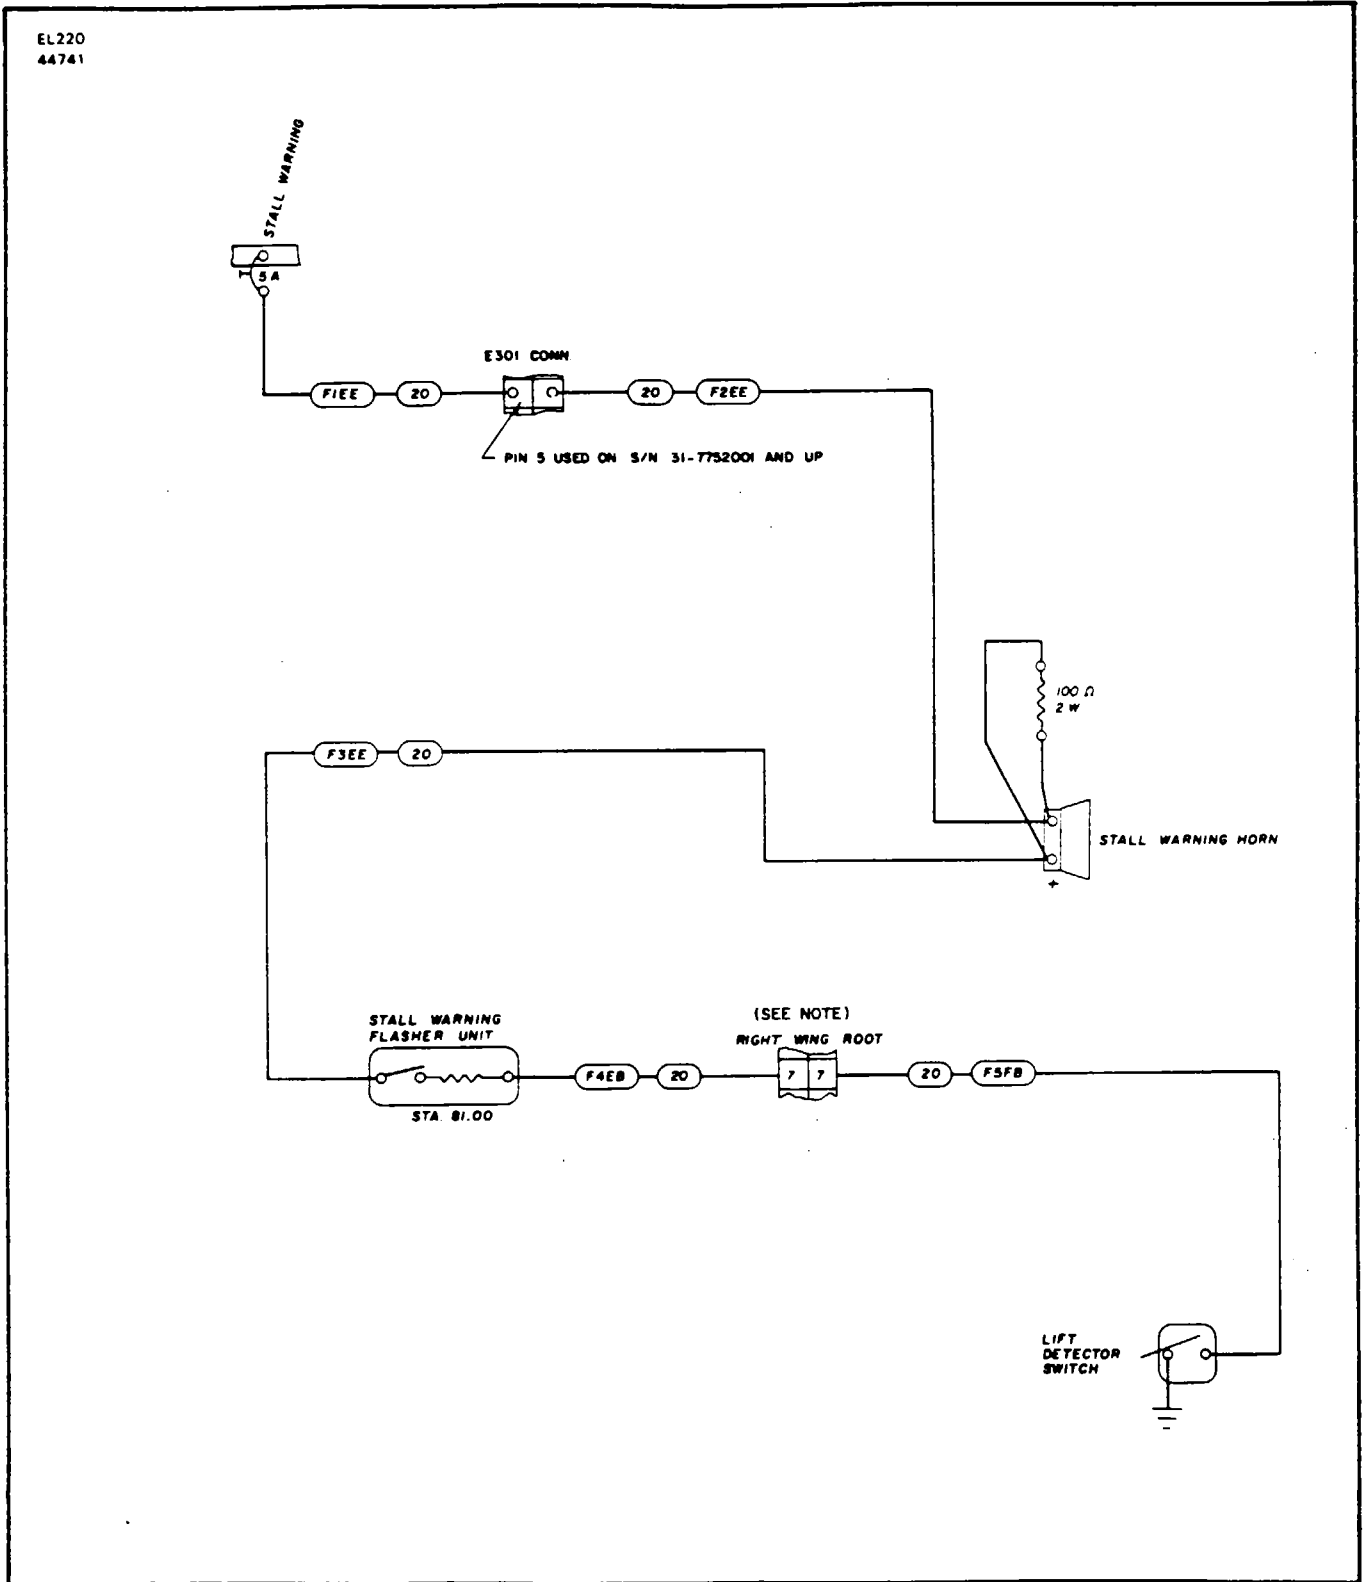 EL220
44741
STALL WARNING
5 A
E301 CONN
F1EE
20
20
F2EE
PIN 5 USED ON S/N 31-7752001 AND UP
100 Ω
2 W
F3EE
20
STALL WARNING HORN
+
STALL WARNING
FLASHER UNIT
(SEE NOTE)
RIGHT WING ROOT
F4EB
20
7
7
20
F5FB
STA. 81.00
LIFT
DETECTOR
SWITCH